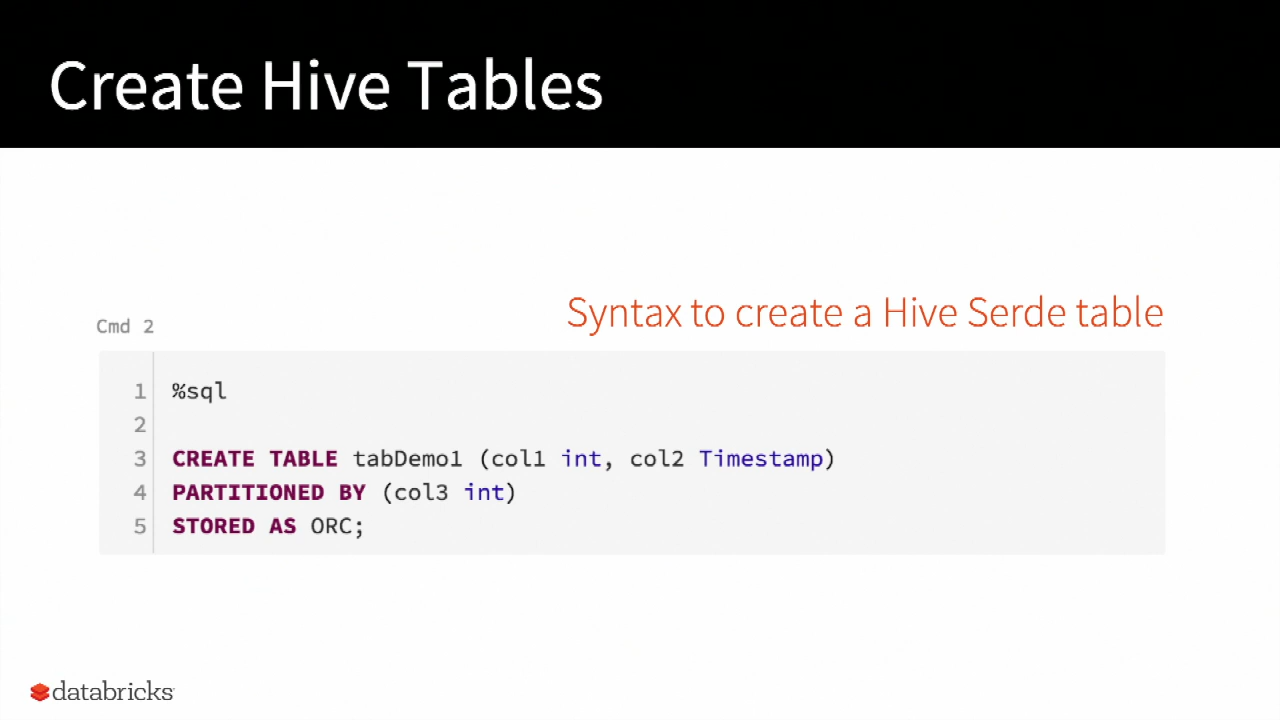 Create Hive Tables
Syntax to create a Hive Serde table
Cmd 2
1 %sql
2
3 CREATE TABLE tabDemo1 (col1 int, col2 Timestamp)
4 PARTITIONED BY (col3 int)
5 STORED AS ORC;
databricks